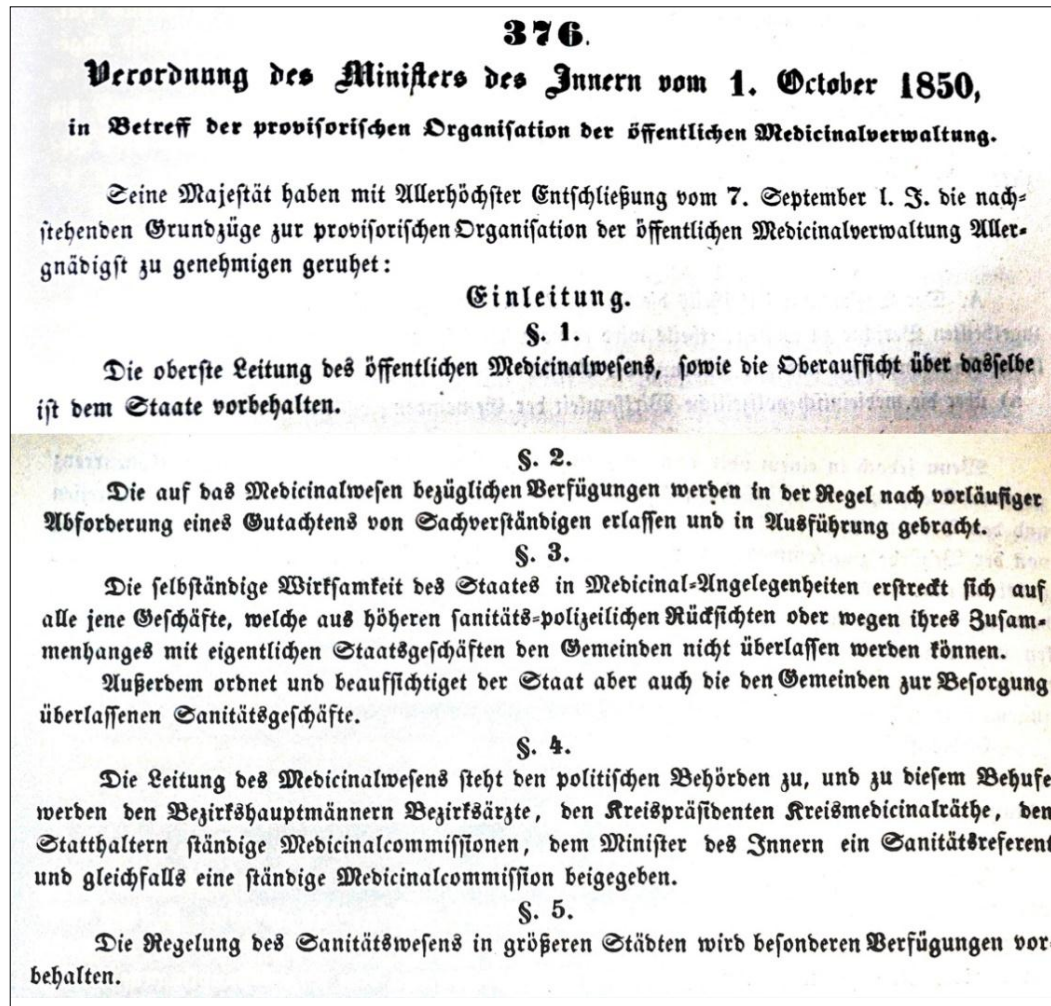 376.
Verordnung des Ministers des Innern vom 1. October 1850,
in Betreff der provisorischen Organisation der öffentlichen Medicinalverwaltung.
Seine Majestät haben mit Allerhöchster Entschließung vom 7. September l. J. die nach-
stehenden Grundzüge zur provisorischen Organisation der öffentlichen Medicinalverwaltung Aller-
gnädigst zu genehmigen geruhet:
Einleitung.
§. 1.
Die oberste Leitung des öffentlichen Medicinalwesens, sowie die Oberaufsicht über dasselbe
ist dem Staate vorbehalten.
§. 2.
Die auf das Medicinalwesen bezüglichen Verfügungen werden in der Regel nach vorläufiger
Abforderung eines Gutachtens von Sachverständigen erlassen und in Ausführung gebracht.
§. 3.
Die selbständige Wirksamkeit des Staates in Medicinal-Angelegenheiten erstreckt sich auf
alle jene Geschäfte, welche aus höheren sanitäts-polizeilichen Rücksichten oder wegen ihres Zusam-
menhanges mit eigentlichen Staatsgeschäften den Gemeinden nicht überlassen werden können.
Außerdem ordnet und beaufsichtiget der Staat aber auch die den Gemeinden zur Besorgung
überlassenen Sanitätsgeschäfte.
§. 4.
Die Leitung des Medicinalwesens steht den politischen Behörden zu, und zu diesem Behufe
werden den Bezirkshauptmännern Bezirksärzte, den Kreispräsidenten Kreismedicinalräthe, den
Statthaltern ständige Medicinalcommissionen, dem Minister des Innern ein Sanitätsreferent
und gleichfalls eine ständige Medicinalcommission beigegeben.
§. 5.
Die Regelung des Sanitätswesens in größeren Städten wird besonderen Verfügungen vor-
behalten.